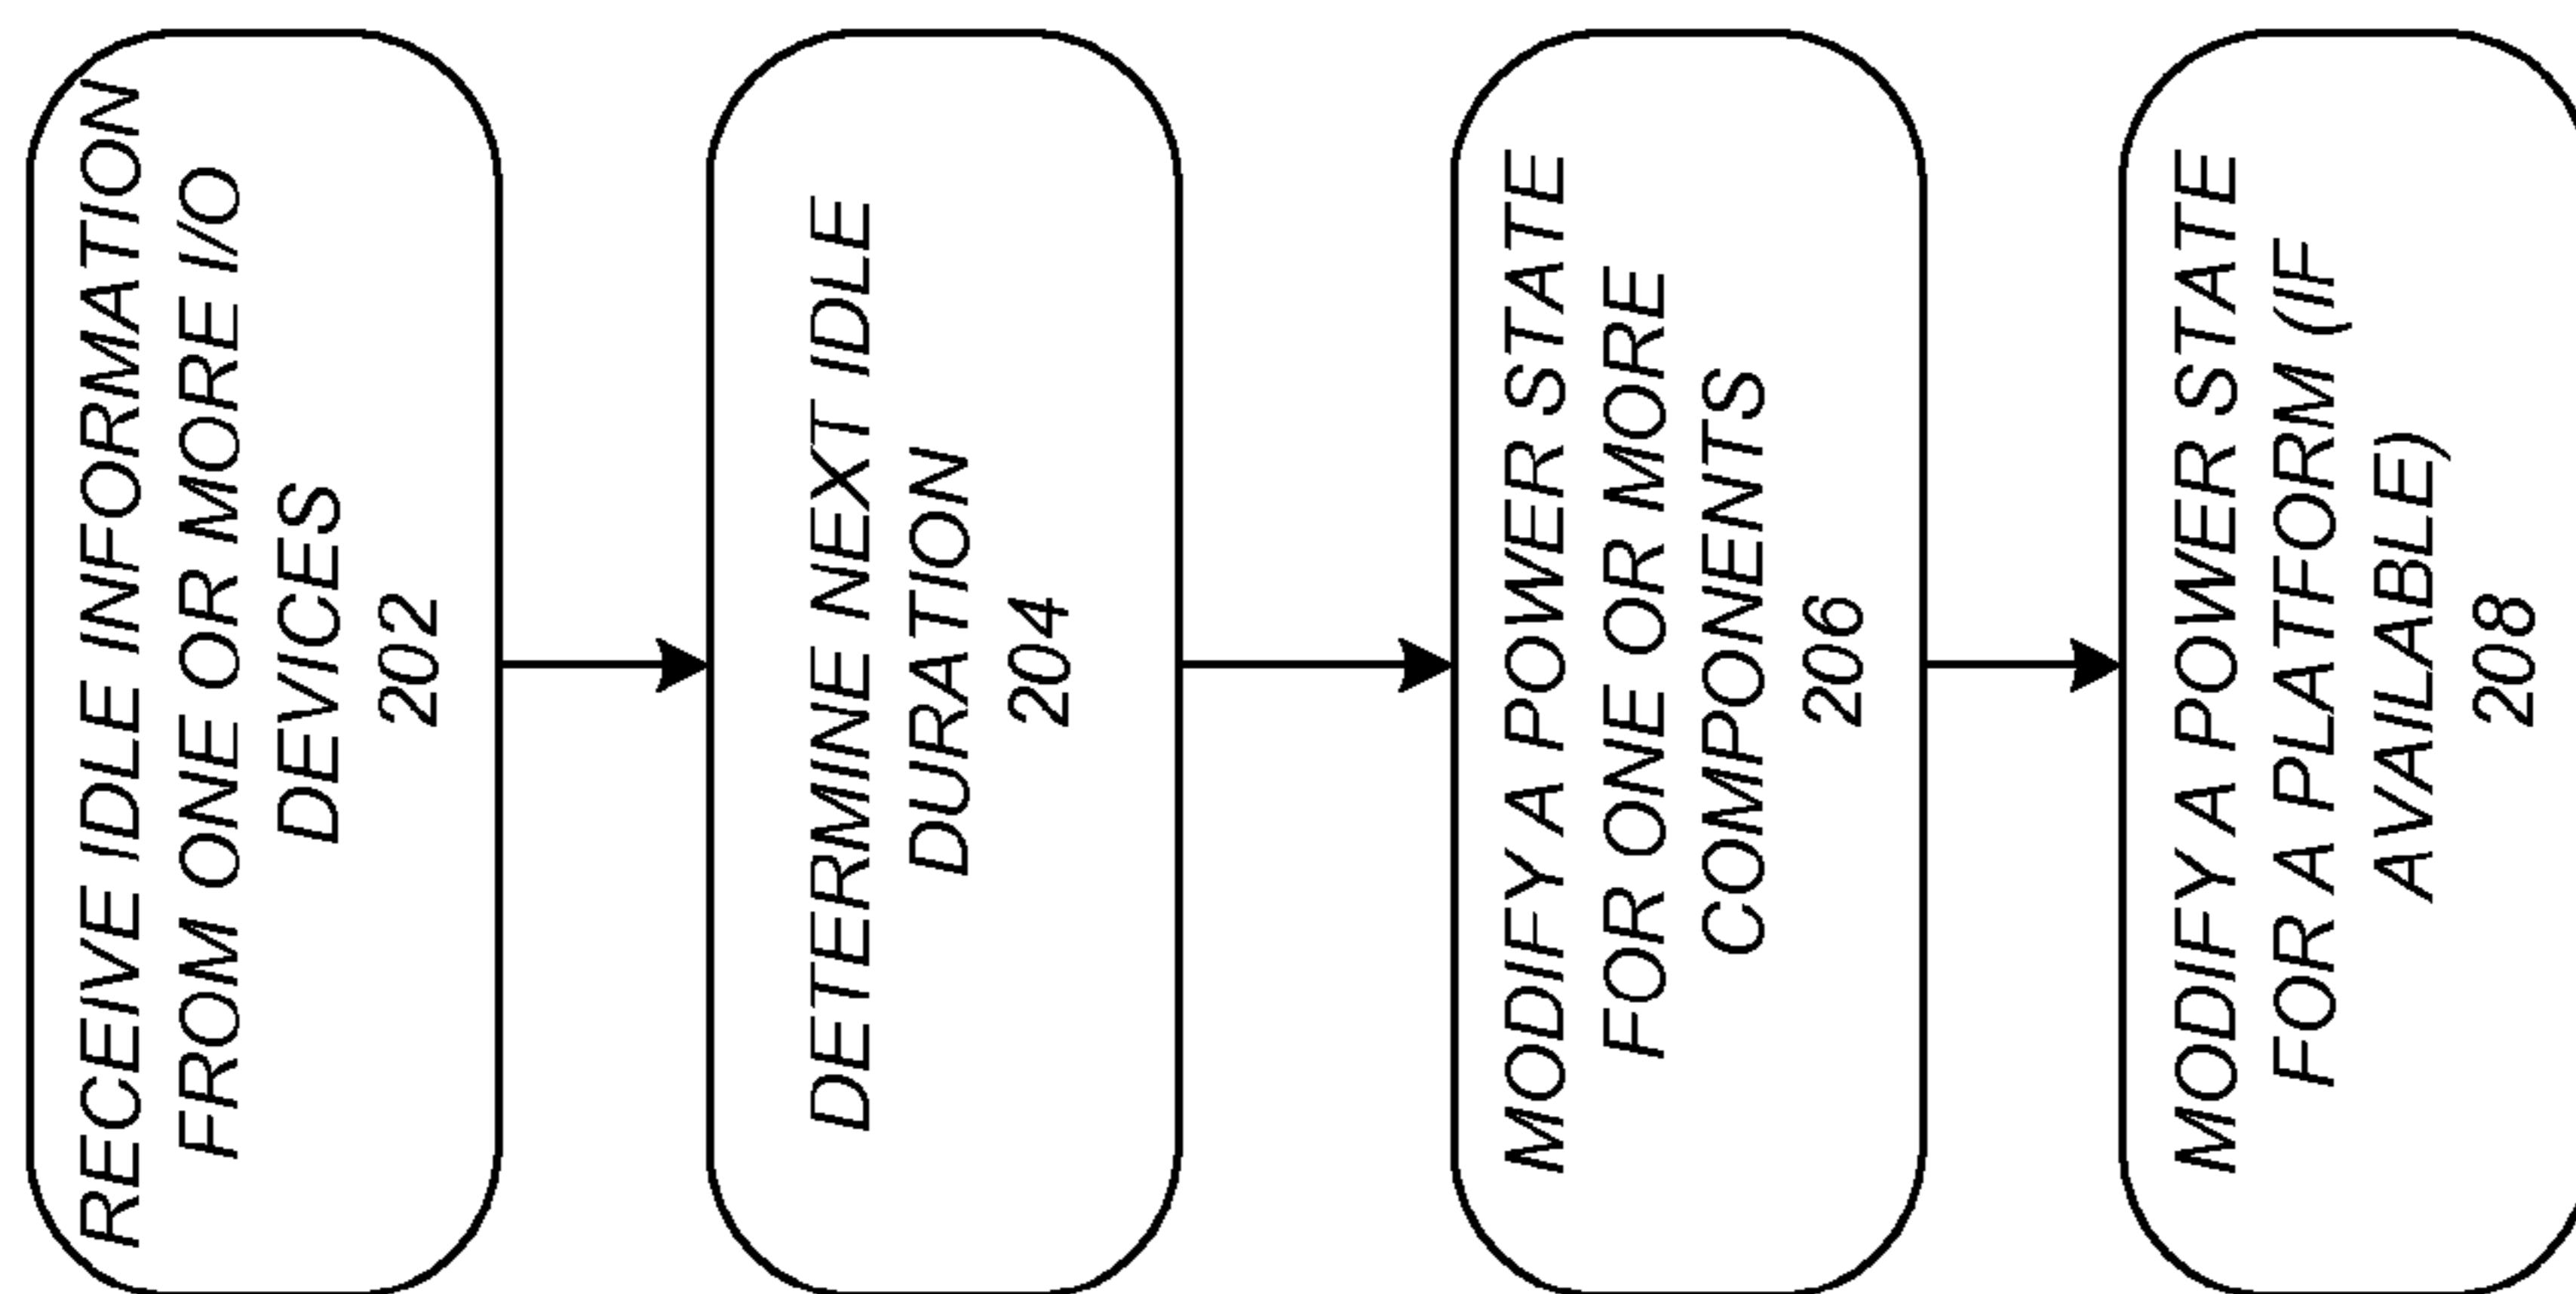 RECEIVE IDLE INFORMATION
FROM ONE OR MORE I/O
DEVICES
202
DETERMINE NEXT IDLE
DURATION
204
MODIFY A POWER STATE
FOR ONE OR MORE
COMPONENTS
206
MODIFY A POWER STATE
FOR A PLATFORM (IF
AVAILABLE)
208